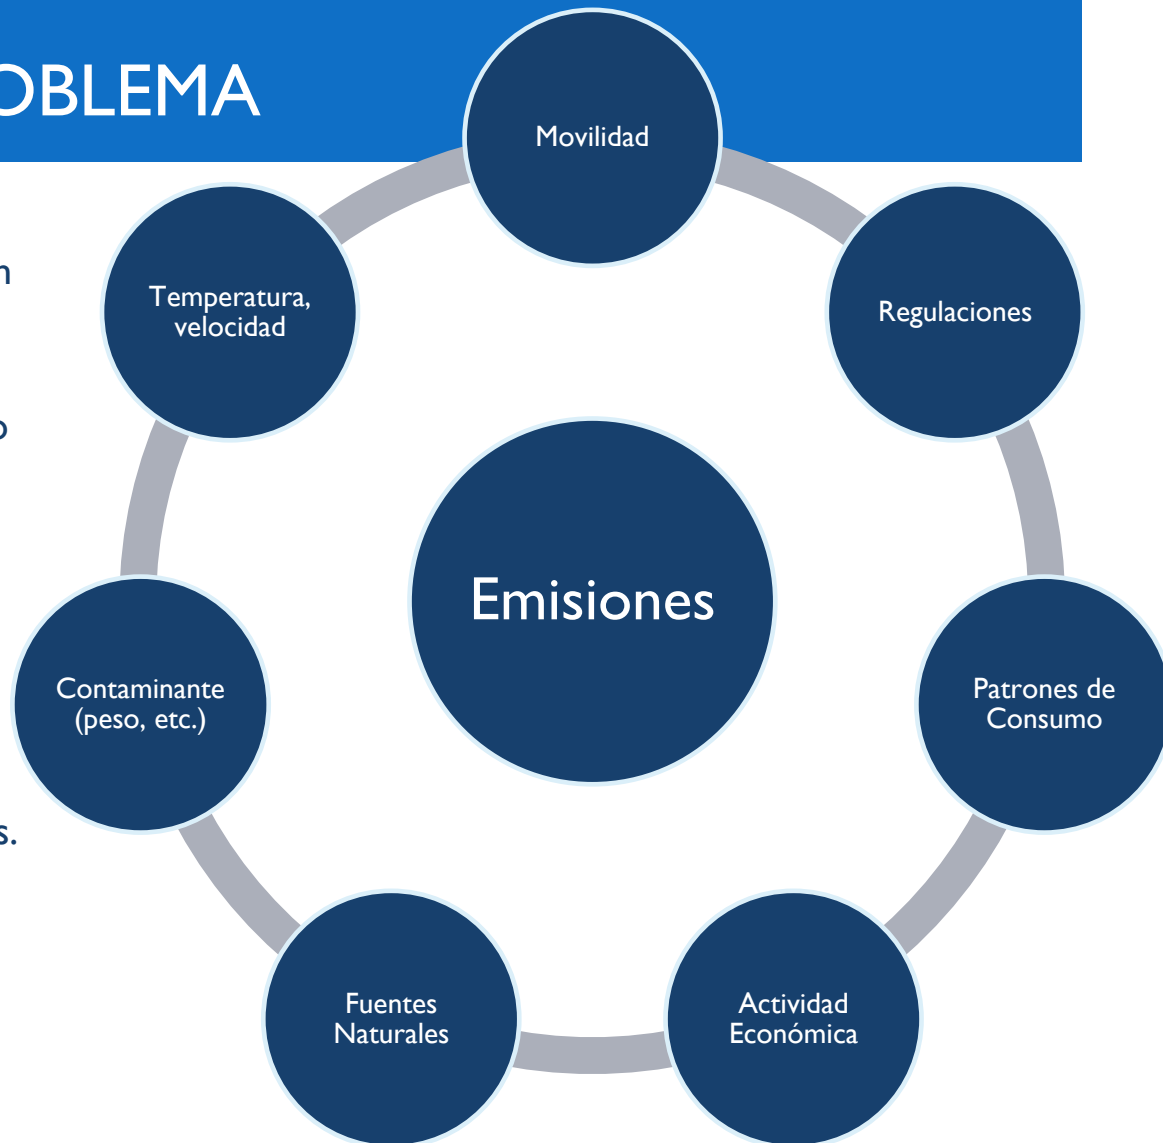 OBLEMA
n
o
s.
Movilidad
Regulaciones
Patrones de
Consumo
Actividad
Económica
Fuentes
Naturales
Contaminante
(peso, etc.)
Temperatura,
velocidad
Emisiones